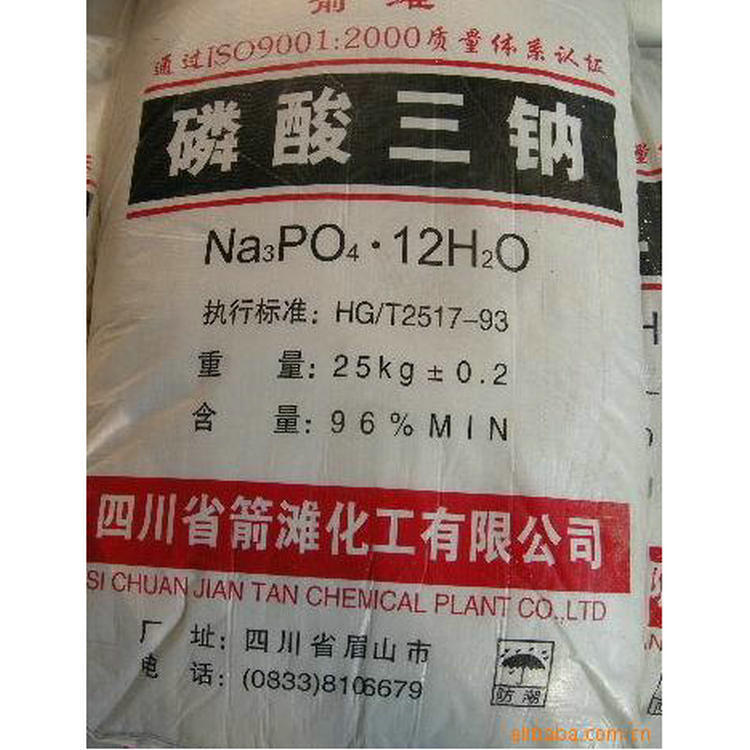 通过ISO9001:2000质量体系认证
磷酸三钠
Na₃PO₄·12H₂O
执行标准：HG/T2517-93
重 量：25kg±0.2
含 量：96%MIN
四川省箭滩化工有限公司
SI CHUAN JIAN TAN CHEMICAL PLANT CO.,LTD
厂 址：四川省眉山市
电 话：(0833)8106679
防潮
alibaba.com.cn